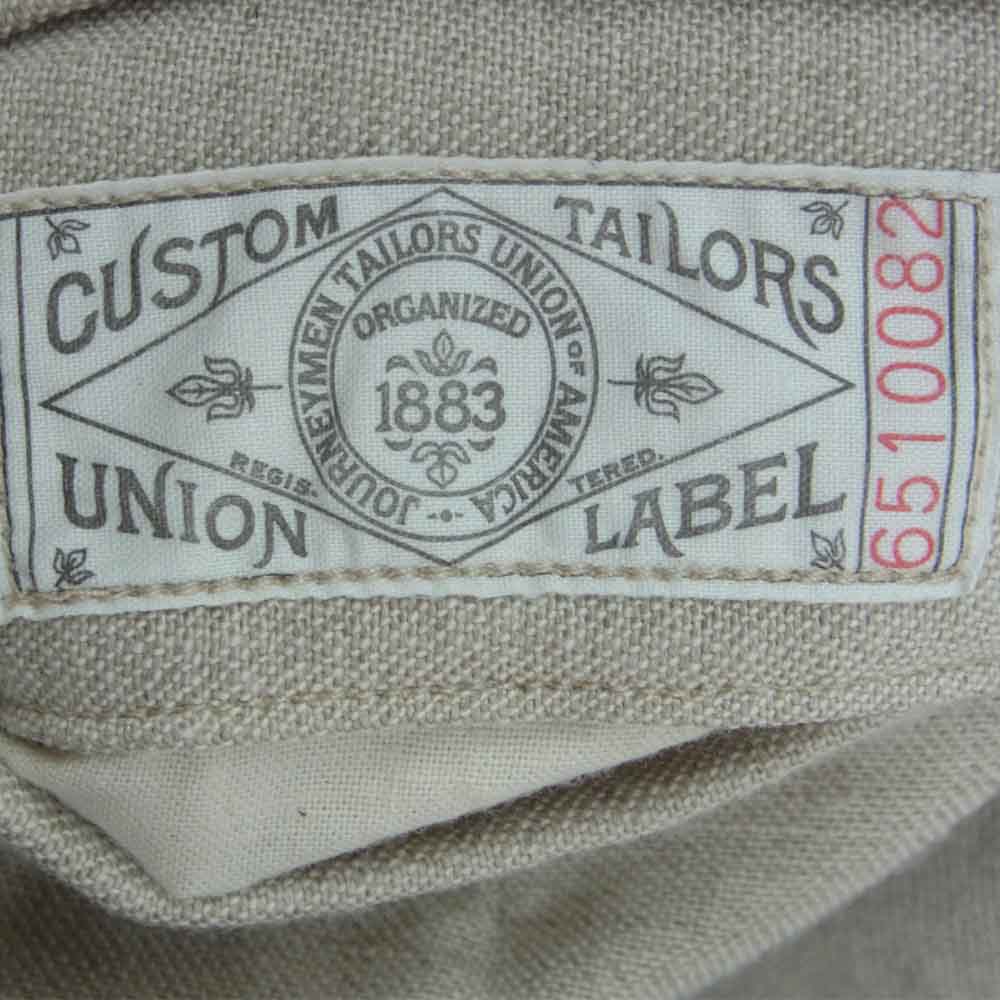 CUSTOM TAILORS
JOURNEYMEN TAILORS UNION OF AMERICA
ORGANIZED
1883
REGIS-TERED.
UNION LABEL
6510082